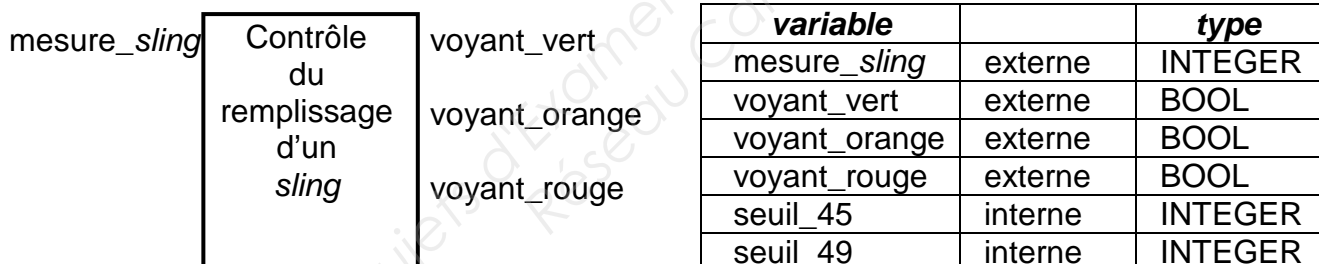 mesure_sling
Contrôle
du
remplissage
d'un
sling
voyant_vert
voyant_orange
voyant_rouge
variable type
mesure_sling externe INTEGER
voyant_vert externe BOOL
voyant_orange externe BOOL
voyant_rouge externe BOOL
seuil_45 interne INTEGER
seuil_49 interne INTEGER